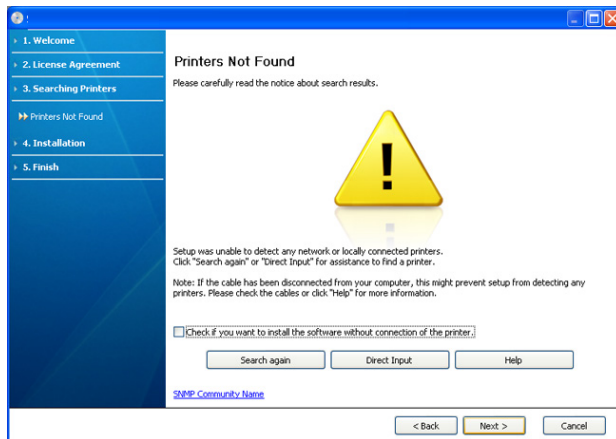 1. Welcome
2. License Agreement
3. Searching Printers
Printers Not Found
4. Installation
5. Finish
Printers Not Found
Please carefully read the notice about search results.
Setup was unable to detect any network or locally connected printers.
Click "Search again" or "Direct Input" for assistance to find a printer.
Note: If the cable has been disconnected from your computer, this might prevent setup from detecting any
printers. Please check the cables or click "Help" for more information.
Check if you want to install the software without connection of the printer.
Search again
Direct Input
Help
SNMP Community Name
< Back
Next >
Cancel